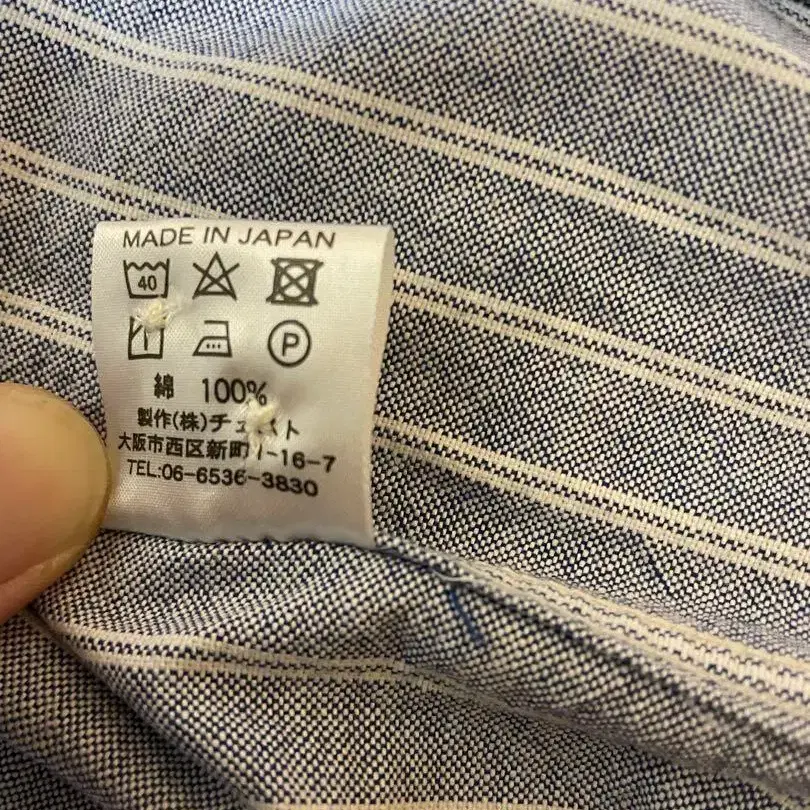 MADE IN JAPAN
40
P
綿 100%
製作(株)
大阪市西区新町1-16-7
TEL:06-6536-3830